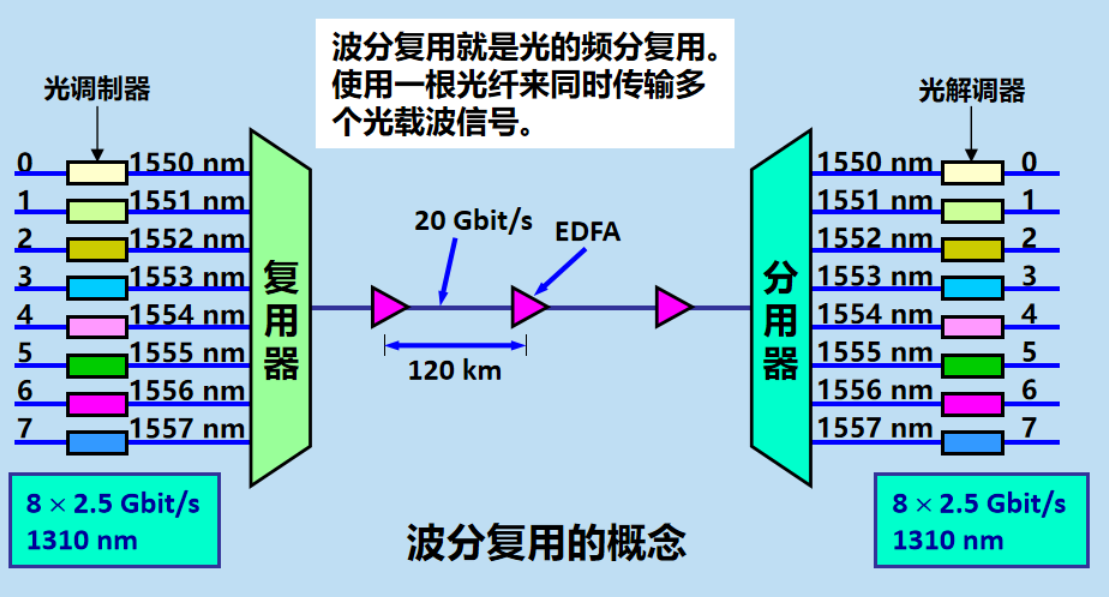 波分复用就是光的频分复用。
使用一根光纤来同时传输多
个光载波信号。
光调制器
光解调器
0 1550 nm
1 1551 nm
2 1552 nm
3 1553 nm
4 1554 nm
5 1555 nm
6 1556 nm
7 1557 nm
复用器
20 Gbit/s
EDFA
120 km
分用器
1550 nm 0
1551 nm 1
1552 nm 2
1553 nm 3
1554 nm 4
1555 nm 5
1556 nm 6
1557 nm 7
8 × 2.5 Gbit/s
1310 nm
波分复用的概念
8 × 2.5 Gbit/s
1310 nm